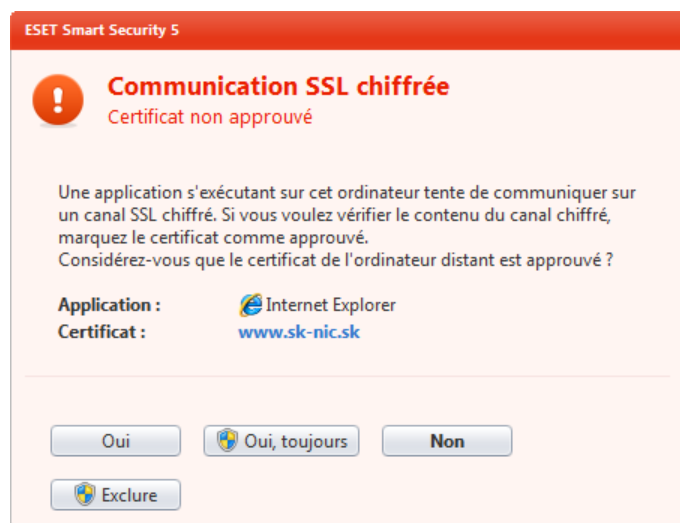 ESET Smart Security 5
Communication SSL chiffrée
Certificat non approuvé
Une application s'exécutant sur cet ordinateur tente de communiquer sur
un canal SSL chiffré. Si vous voulez vérifier le contenu du canal chiffré,
marquez le certificat comme approuvé.
Considérez-vous que le certificat de l'ordinateur distant est approuvé ?
Application : Internet Explorer
Certificat : www.sk-nic.sk
Oui Oui, toujours Non
Exclure